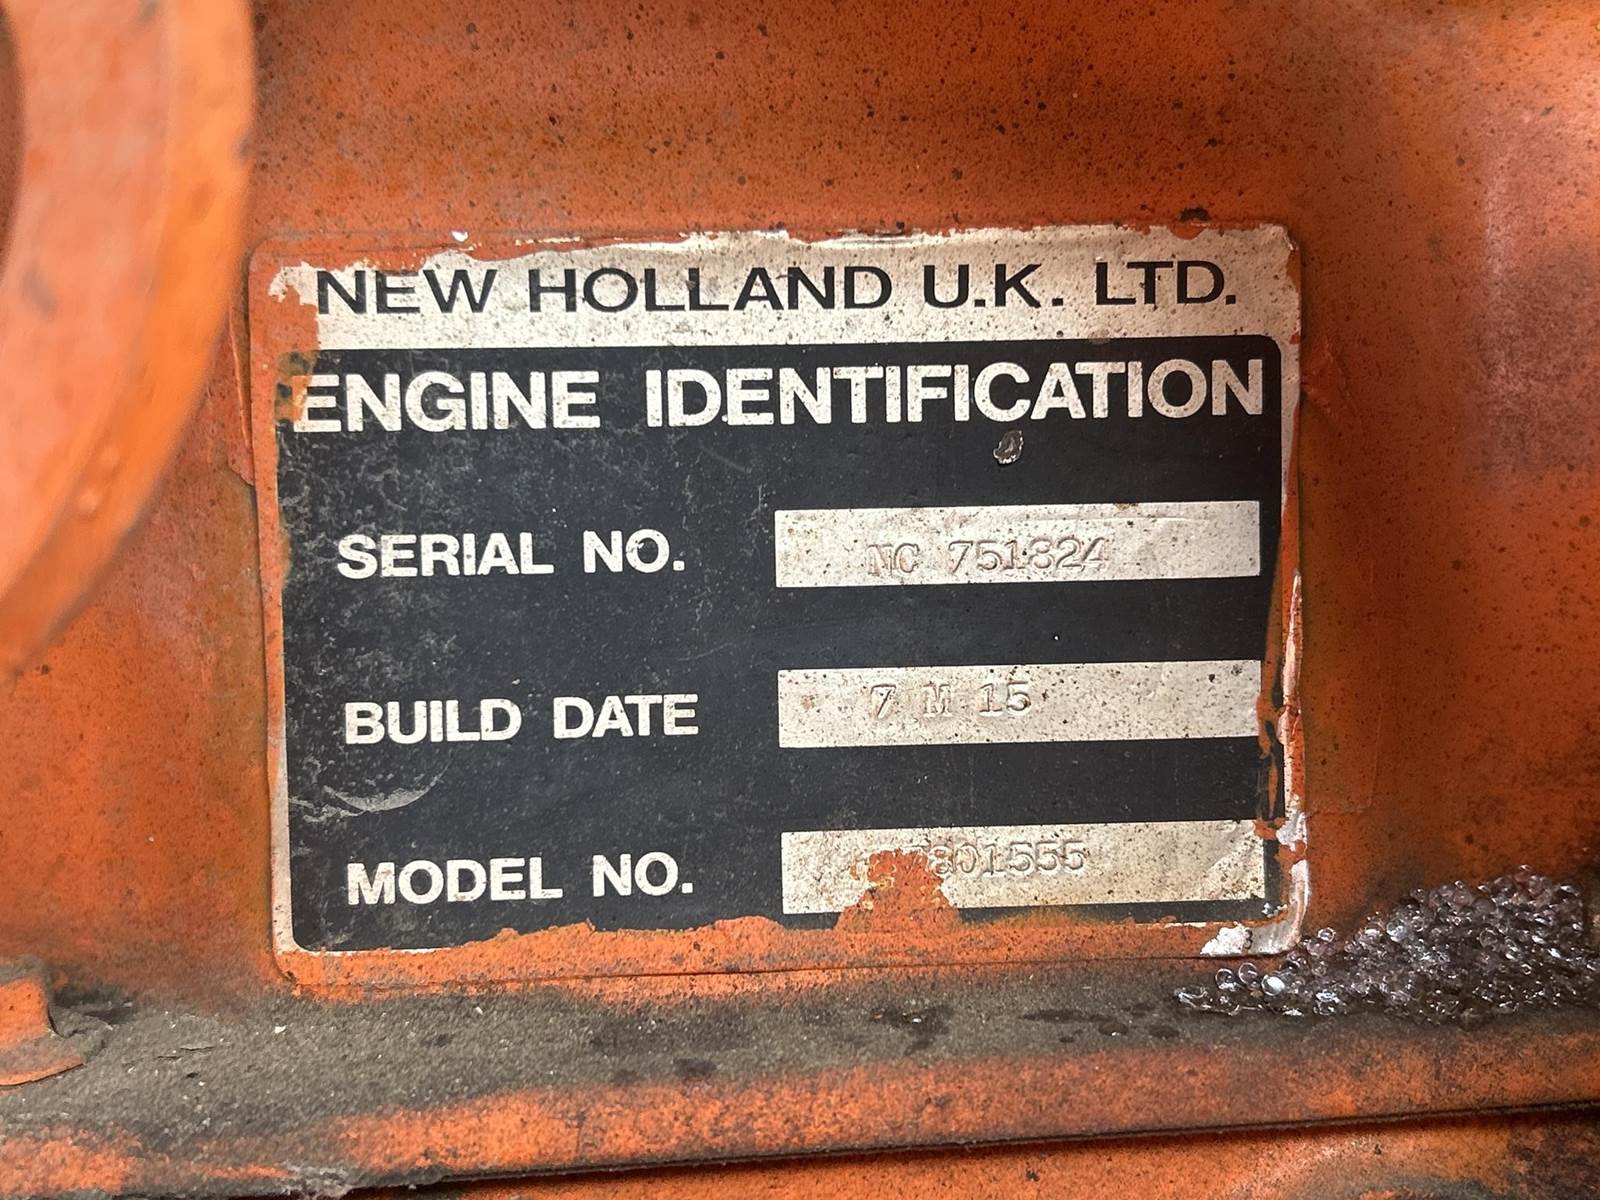 NEW HOLLAND U.K. LTD.
ENGINE IDENTIFICATION
SERIAL NO. NC 751824
BUILD DATE 7 M 15
MODEL NO.